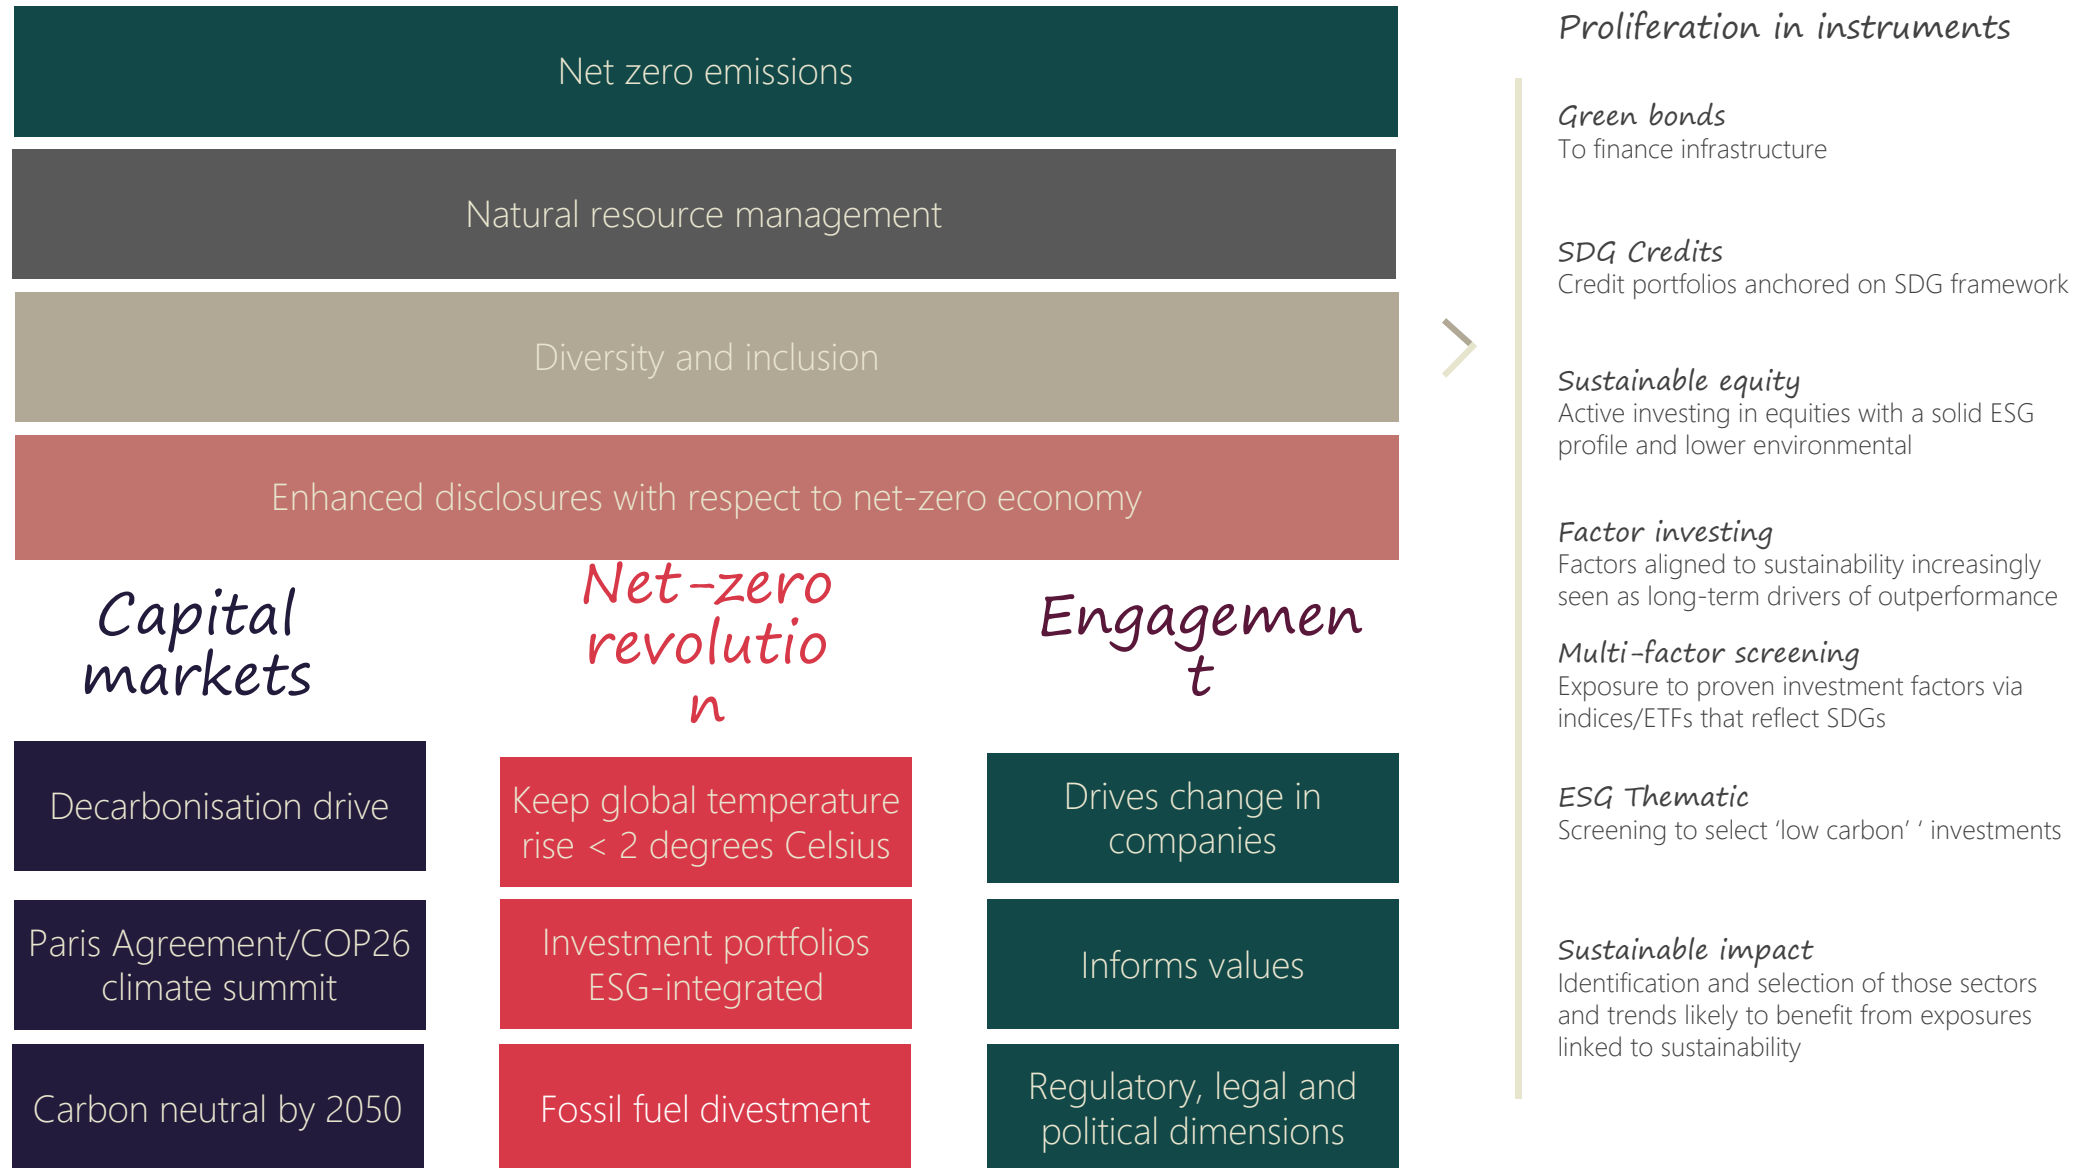 Net zero emissions
Natural resource management
Diversity and inclusion
Enhanced disclosures with respect to net-zero economy
Capital
markets
Decarbonisation drive
Paris Agreement/COP26
climate summit
Carbon neutral by 2050
Net-zero
revolutio
n
Keep global temperature
rise < 2 degrees Celsius
Investment portfolios
ESG-integrated
Fossil fuel divestment
Engagemen
t
Drives change in
companies
Informs values
Regulatory, legal and
political dimensions
Proliferation in instruments
Green bonds
To finance infrastructure
SDG Credits
Credit portfolios anchored on SDG framework
Sustainable equity
Active investing in equities with a solid ESG
profile and lower environmental
Factor investing
Factors aligned to sustainability increasingly
seen as long-term drivers of outperformance
Multi-factor screening
Exposure to proven investment factors via
indices/ETFs that reflect SDGs
ESG Thematic
Screening to select ‘low carbon’ ‘ investments
Sustainable impact
Identification and selection of those sectors
and trends likely to benefit from exposures
linked to sustainability